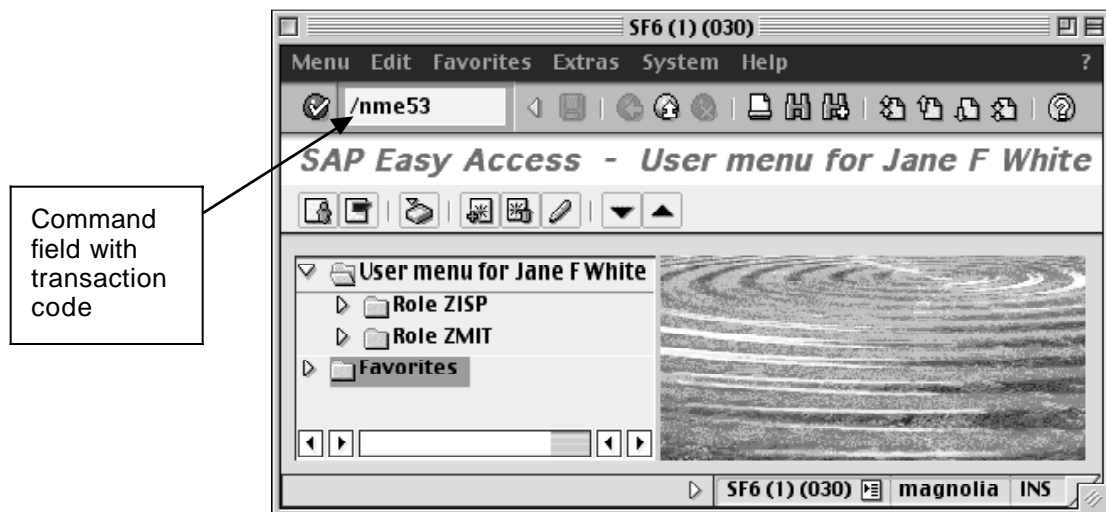 SF6 (1) (030)
Menu Edit Favorites Extras System Help ?
/nme53
SAP Easy Access - User menu for Jane F White
Command
field with
transaction
code
User menu for Jane F White
Role ZISP
Role ZMIT
Favorites
SF6 (1) (030) magnolia INS